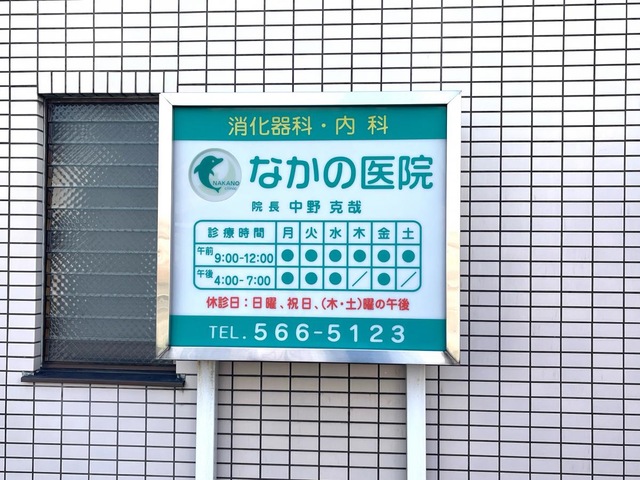 消化器科・内 科
NAKANO
なかの医院
院 長 中野 克哉
診療時間 月 火 水 木 金 土
午前 9:00-12:00 ● ● ● ● ● ●
午後 4:00-7:00 ● ● ● ／ ● ／
休診日：日曜、祝日、(木・土)曜の午後
TEL. 566-5123